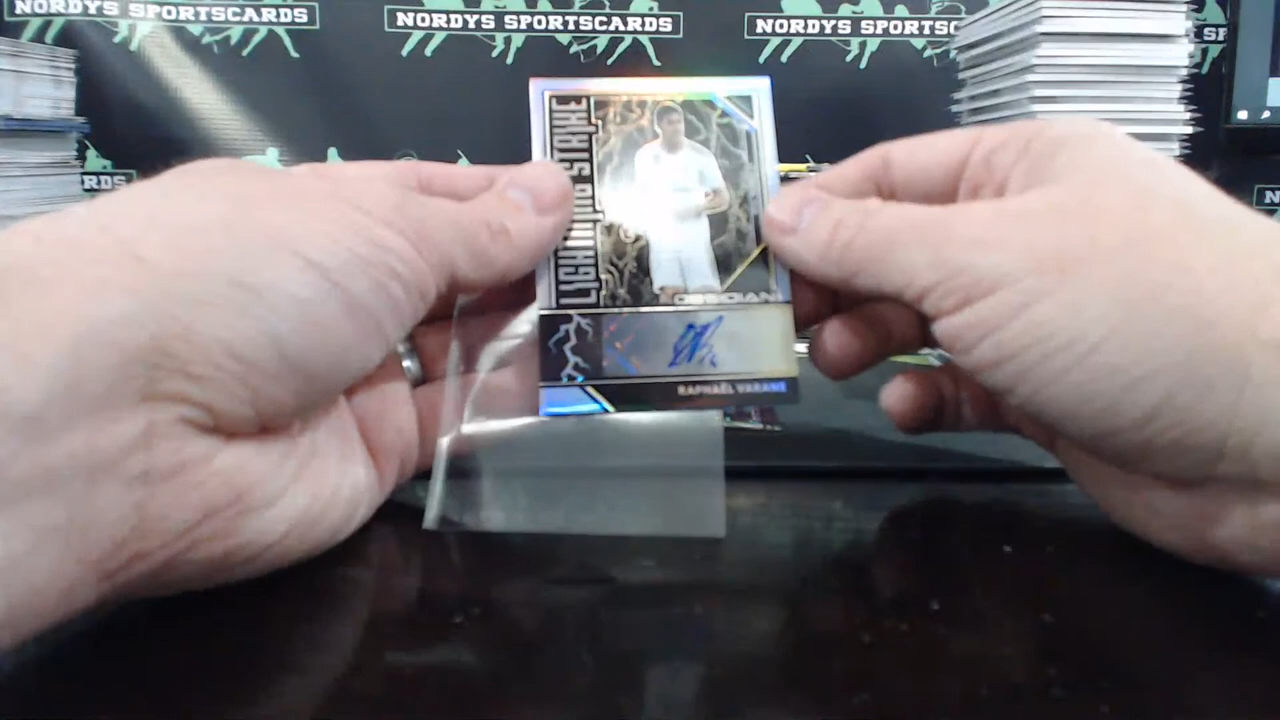 NORDYS SPORTSCARDS
NORDYS SPORTSCARDS
NORDYS SPORTSC
RDS
LIGHTNING STRIKE
OBSIDIAN
RAPHAËL VARANE